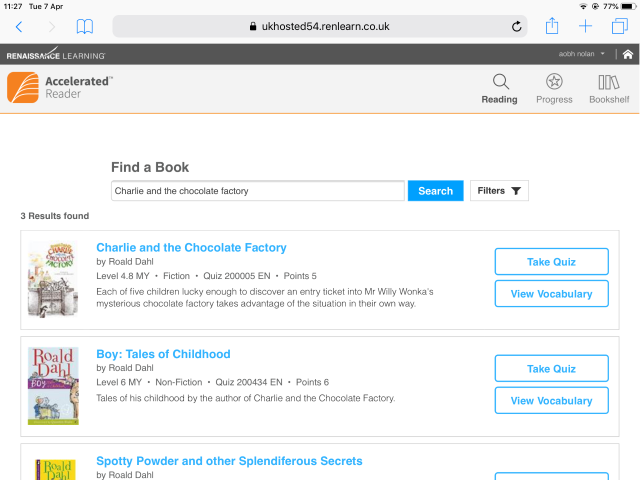 11:27 Tue 7 Apr
77%
ukhosted54.renlearn.co.uk
RENAISSANCE LEARNING
aobh nolan
Accelerated™
Reader
Reading
Progress
Bookshelf
Find a Book
Charlie and the chocolate factory
Search
Filters
3 Results found
CHARLIE
AND THE
CHOCOLATE
FACTORY
Charlie and the Chocolate Factory
by Roald Dahl
Level 4.8 MY • Fiction • Quiz 200005 EN • Points 5
Each of five children lucky enough to discover an entry ticket into Mr Willy Wonka's
mysterious chocolate factory takes advantage of the situation in their own way.
Take Quiz
View Vocabulary
Roald
Dahl
BOY
Boy: Tales of Childhood
by Roald Dahl
Level 6 MY • Non-Fiction • Quiz 200434 EN • Points 6
Tales of his childhood by the author of Charlie and the Chocolate Factory.
Take Quiz
View Vocabulary
Roald
Dahl
Spotty Powder and other Splendiferous Secrets
by Roald Dahl